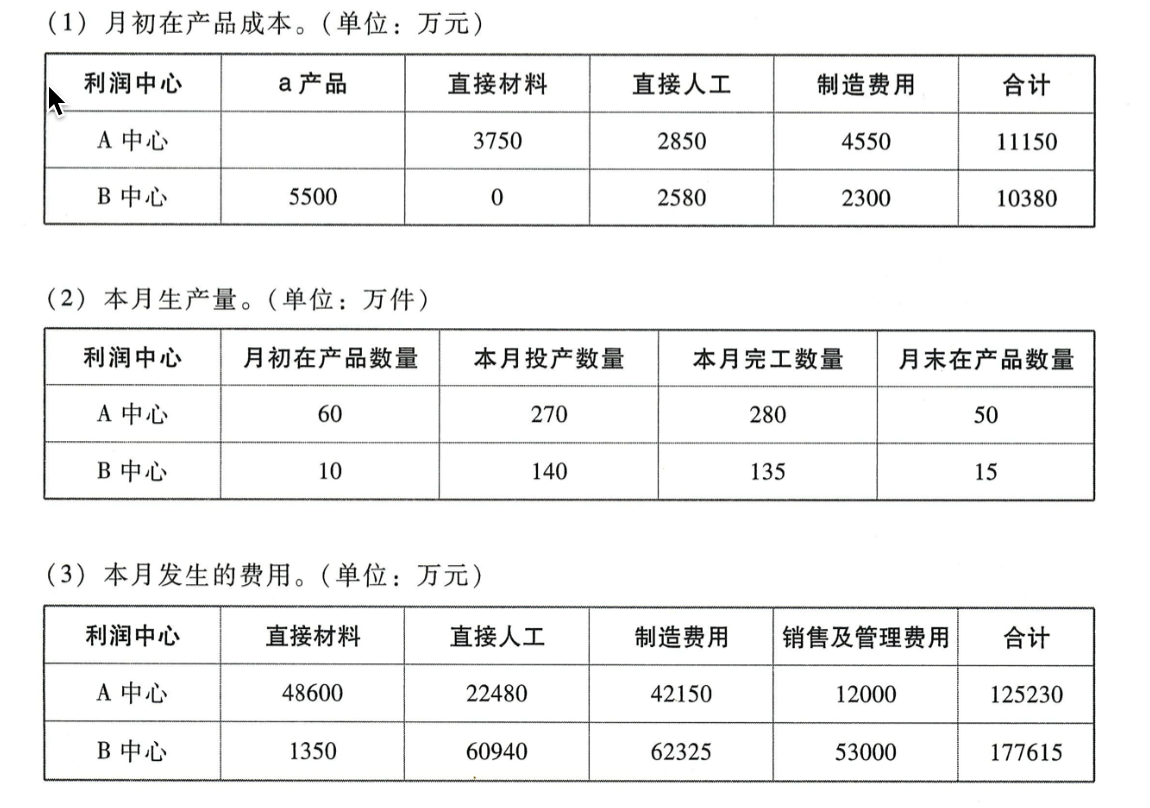 （1）月初在产品成本。（单位：万元）
利润中心 a产品 直接材料 直接人工 制造费用 合计
A 中心 3750 2850 4550 11150
B 中心 5500 0 2580 2300 10380
（2）本月生产量。（单位：万件）
利润中心 月初在产品数量 本月投产数量 本月完工数量 月末在产品数量
A 中心 60 270 280 50
B 中心 10 140 135 15
（3）本月发生的费用。（单位：万元）
利润中心 直接材料 直接人工 制造费用 销售及管理费用 合计
A 中心 48600 22480 42150 12000 125230
B 中心 1350 60940 62325 53000 177615